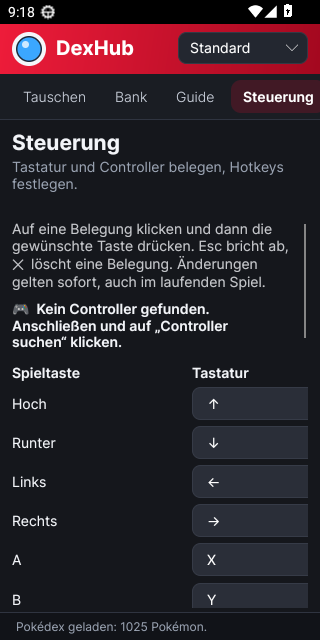 9:18
DexHub
Standard
Tauschen Bank Guide Steuerung
Steuerung
Tastatur und Controller belegen, Hotkeys
festlegen.
Auf eine Belegung klicken und dann die
gewünschte Taste drücken. Esc bricht ab,
✕ löscht eine Belegung. Änderungen
gelten sofort, auch im laufenden Spiel.
🎮 Kein Controller gefunden.
Anschließen und auf „Controller
suchen“ klicken.
Spieltaste Tastatur
Hoch ↑
Runter ↓
Links ←
Rechts →
A X
B Y
Pokédex geladen: 1025 Pokémon.